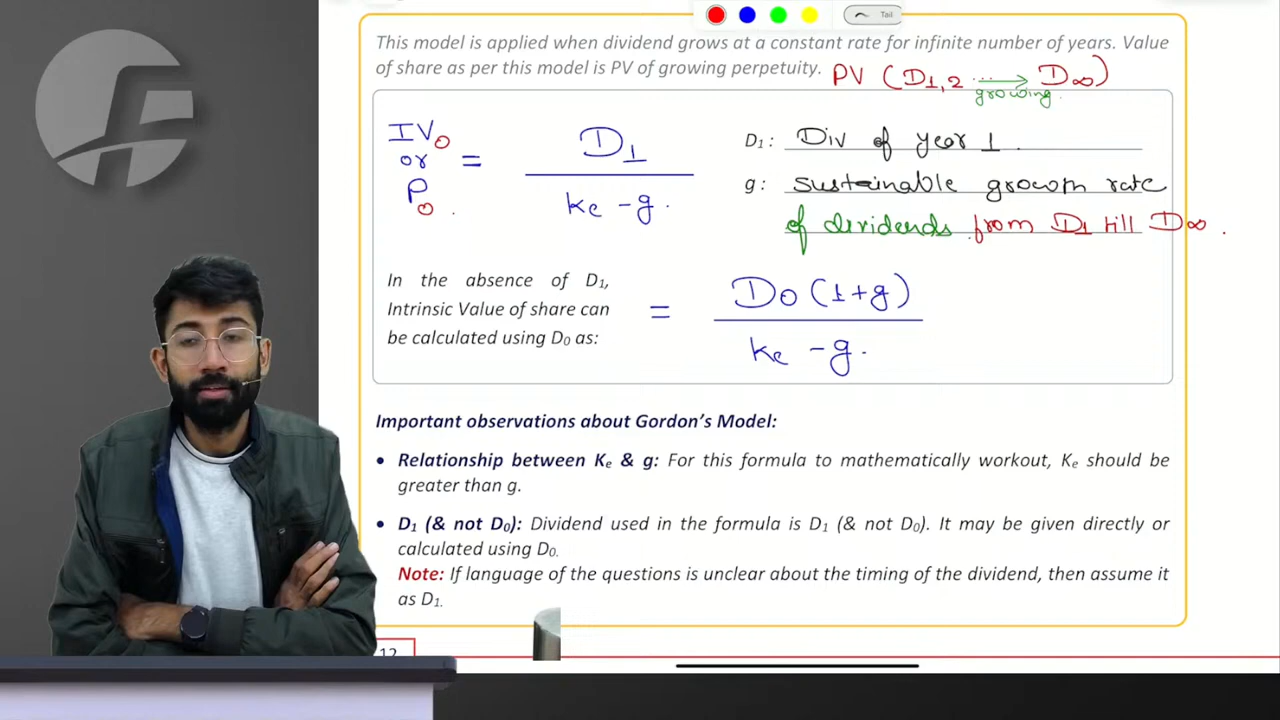 Tail
This model is applied when dividend grows at a constant rate for infinite number of years. Value
of share as per this model is PV of growing perpetuity. PV (D1,2 ...→ D∞)
growing.
IV0
or
P0
=
D1
ke - g.
D1: Div of year 1.
g: sustainable growth rate
of dividends from D1 till D∞.
In the absence of D1,
Intrinsic Value of share can
be calculated using D0 as:
=
D0 (1+g)
ke - g.
Important observations about Gordon's Model:
• Relationship between Ke & g: For this formula to mathematically workout, Ke should be
greater than g.
• D1 (& not D0): Dividend used in the formula is D1 (& not D0). It may be given directly or
calculated using D0.
Note: If language of the questions is unclear about the timing of the dividend, then assume it
as D1.
12